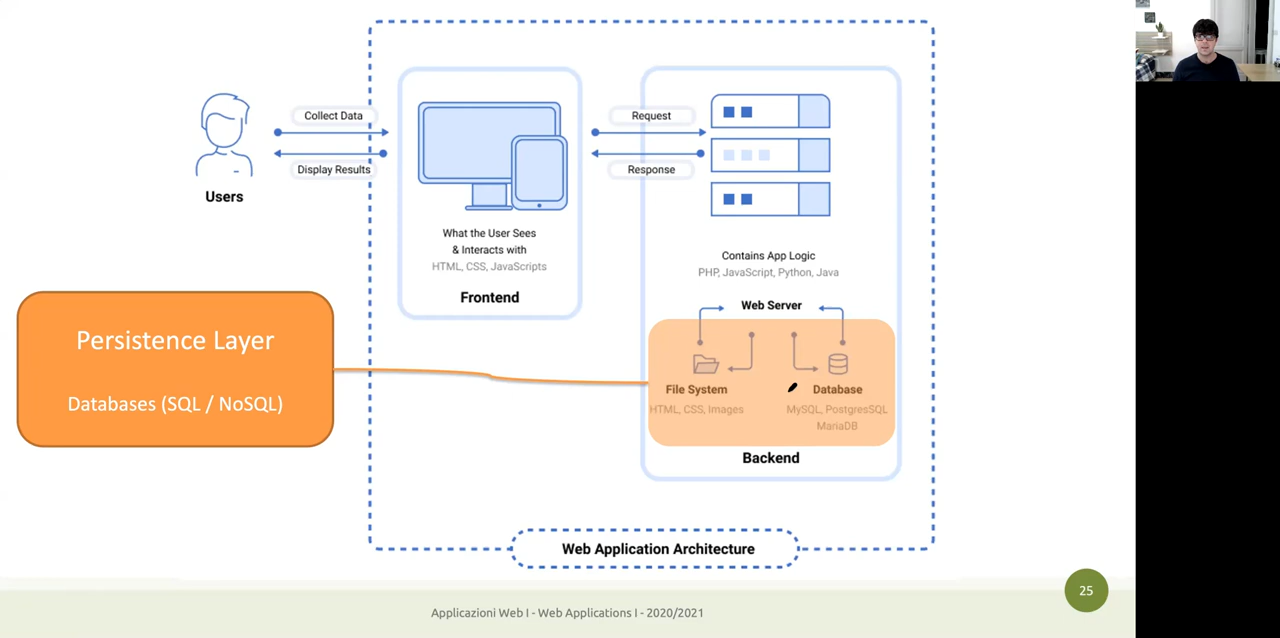 Collect Data
Display Results
Users
What the User Sees
& Interacts with
HTML, CSS, JavaScripts
Frontend
Request
Response
Contains App Logic
PHP, JavaScript, Python, Java
Web Server
File System
HTML, CSS, Images
Database
MySQL, PostgresSQL
MariaDB
Backend
Persistence Layer
Databases (SQL / NoSQL)
Web Application Architecture
Applicazioni Web I - Web Applications I - 2020/2021
25